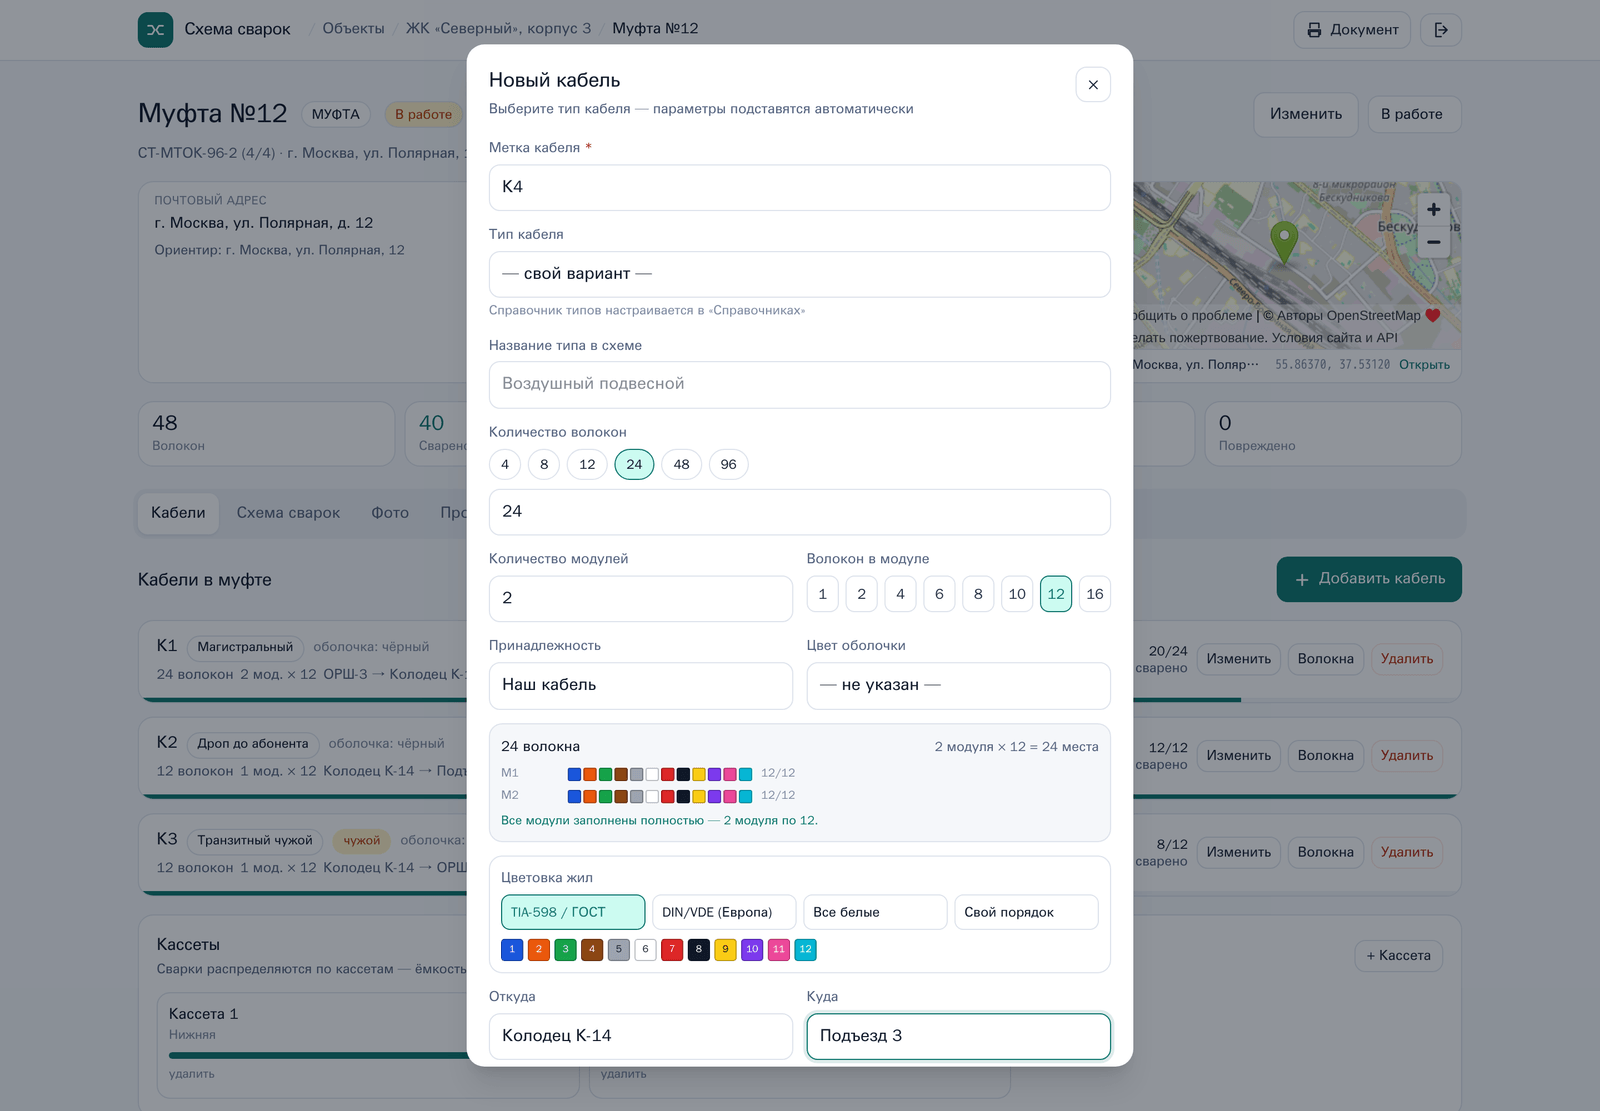 Схема сварок / Объекты / ЖК «Северный», корпус 3 / Муфта №12
Документ
Муфта №12 МУФТА В работе
Изменить В работе
СТ-МТОК-96-2 (4/4) · г. Москва, ул. Полярная,
ПОЧТОВЫЙ АДРЕС
г. Москва, ул. Полярная, д. 12
Ориентир: г. Москва, ул. Полярная, 12
8-й микрорайон
Бескудникова
+
−
общить о проблеме | © Авторы OpenStreetMap
елать пожертвование. Условия сайта и API
Москва, ул. Поляр··· 55.86370, 37.53120 Открыть
48
Волокон
40
Сварено
0
Повреждено
Кабели Схема сварок Фото
Кабели в муфте
+ Добавить кабель
К1 Магистральный оболочка: чёрный
24 волокон 2 мод. × 12 ОРШ-3 → Колодец К-
20/24
сварено
Изменить Волокна Удалить
К2 Дроп до абонента оболочка: чёрный
12 волокон 1 мод. × 12 Колодец К-14 → Подъ
12/12
сварено
Изменить Волокна Удалить
К3 Транзитный чужой чужой оболочка:
12 волокон 1 мод. × 12 Колодец К-14 → ОРШ
8/12
сварено
Изменить Волокна Удалить
Кассеты
Сварки распределяются по кассетам — ёмкость
+ Кассета
Кассета 1
Нижняя
удалить
удалить
Новый кабель
×
Выберите тип кабеля — параметры подставятся автоматически
Метка кабеля *
К4
Тип кабеля
— свой вариант —
Справочник типов настраивается в «Справочниках»
Название типа в схеме
Воздушный подвесной
Количество волокон
4 8 12 24 48 96
24
Количество модулей
2
Волокон в модуле
1 2 4 6 8 10 12 16
Принадлежность
Наш кабель
Цвет оболочки
— не указан —
24 волокна 2 модуля × 12 = 24 места
М1 12/12
М2 12/12
Все модули заполнены полностью — 2 модуля по 12.
Цветовка жил
TIA-598 / ГОСТ DIN/VDE (Европа) Все белые Свой порядок
1 2 3 4 5 6 7 8 9 10 11 12
Откуда
Колодец К-14
Куда
Подъезд 3